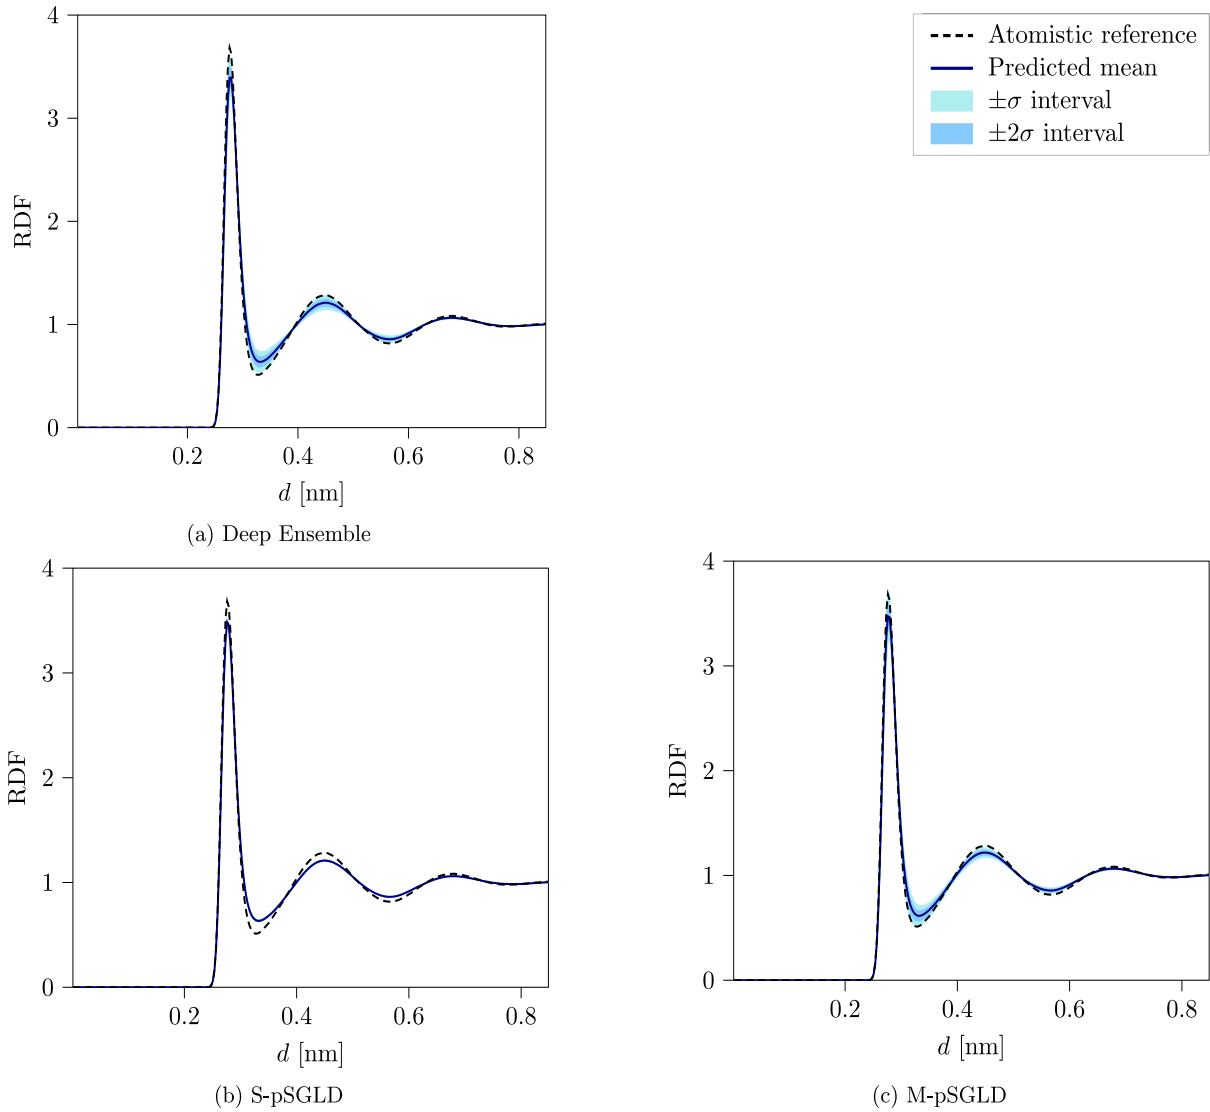 4
3
2
1
0
RDF
0.2 0.4 0.6 0.8
d [nm]
(a) Deep Ensemble
Atomistic reference
Predicted mean
±σ interval
±2σ interval
4
3
2
1
0
RDF
0.2 0.4 0.6 0.8
d [nm]
(b) S-pSGLD
4
3
2
1
0
RDF
0.2 0.4 0.6 0.8
d [nm]
(c) M-pSGLD